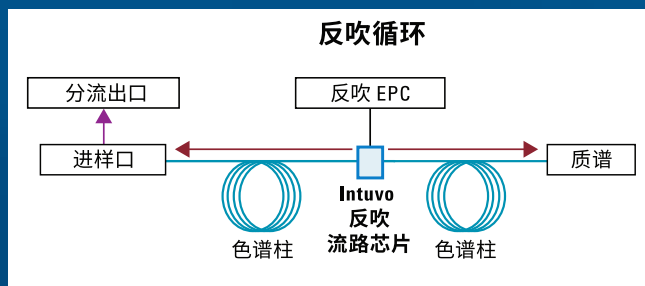 反吹循环
分流出口
反吹 EPC
进样口
质谱
Intuvo
反吹
流路芯片
色谱柱
色谱柱